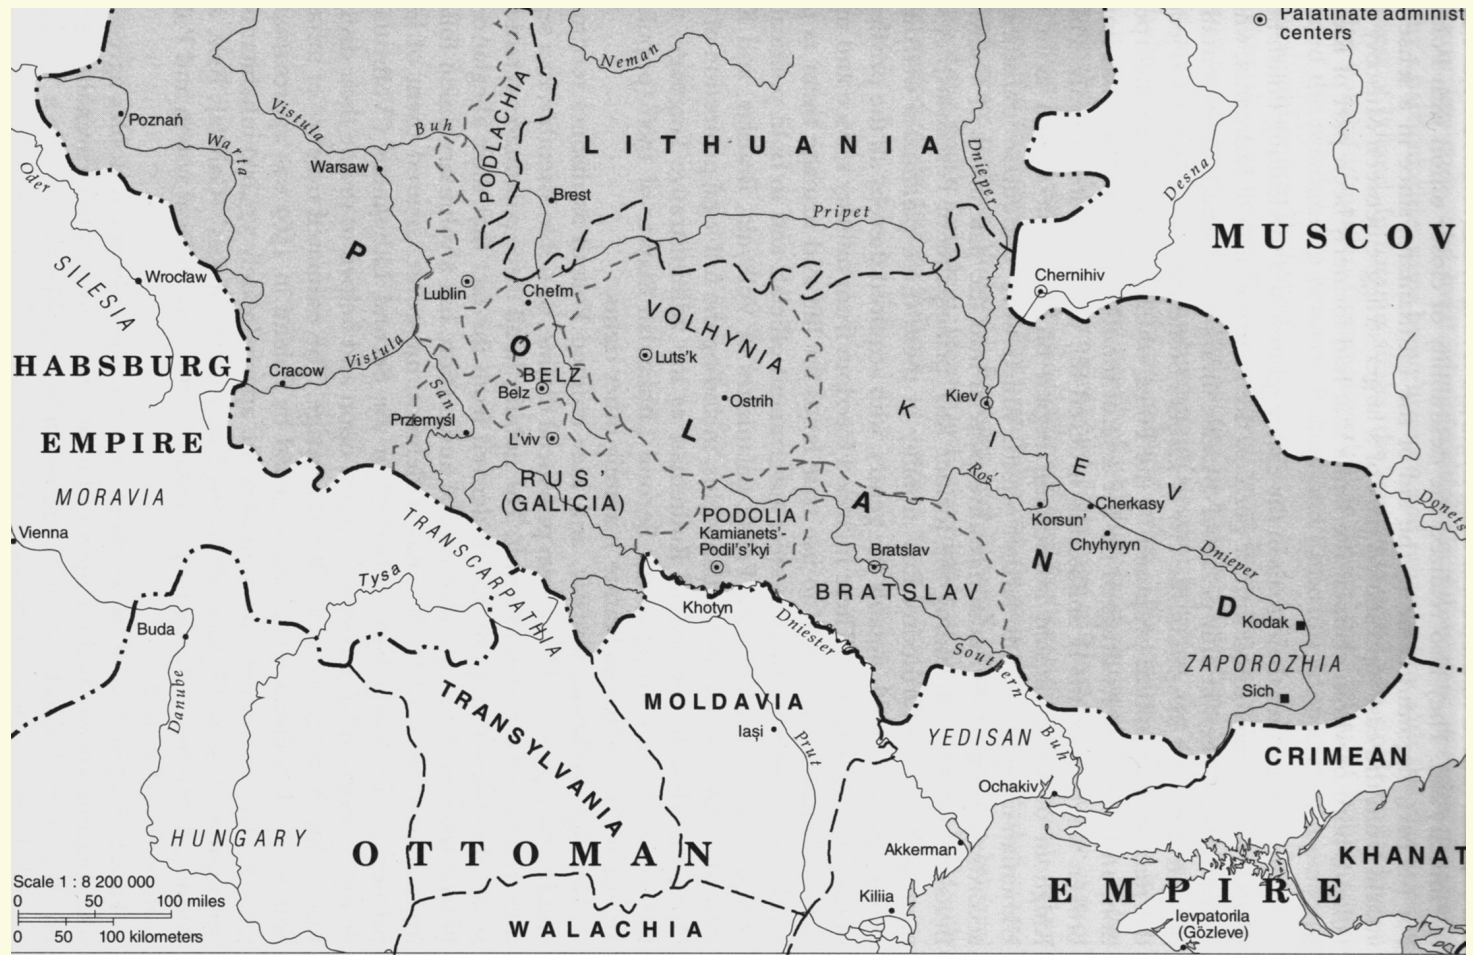 Palatinate administ
centers
Neman
PODLACHIA
Poznań
Vistula
Buh
LITHUANIA
Dnieper
Desna
Warta
Warsaw
Oder
Brest
Pripet
P
MUSCOV
SILESIA
Wrocław
Lublin
Chełm
Chernihiv
VOLHYNIA
O
HABSBURG
Vistula
Luts'k
Cracow
BELZ
Belz
San
Ostrih
Kiev
K
I
E
V
Przemyśl
L'viv
L
EMPIRE
RUS'
(GALICIA)
Ros'
A
Cherkasy
Korsun'
Donets
MORAVIA
TRANSCARPATHIA
PODOLIA
Kamianets'-
Podil's'kyi
Chyhyryn
Vienna
Bratslav
N
Dnieper
Tysa
BRATSLAV
Khotyn
D
Kodak
Buda
Dniester
Southern
Buh
ZAPOROZHIA
Danube
Sich
TRANSYLVANIA
MOLDAVIA
Iași
Prut
YEDISAN
CRIMEAN
Ochakiv
HUNGARY
OTTOMAN
Akkerman
KHANAT
EMPIRE
Scale 1 : 8 200 000
0 50 100 miles
0 50 100 kilometers
Kiliia
WALACHIA
Ievpatorila
(Gözleve)